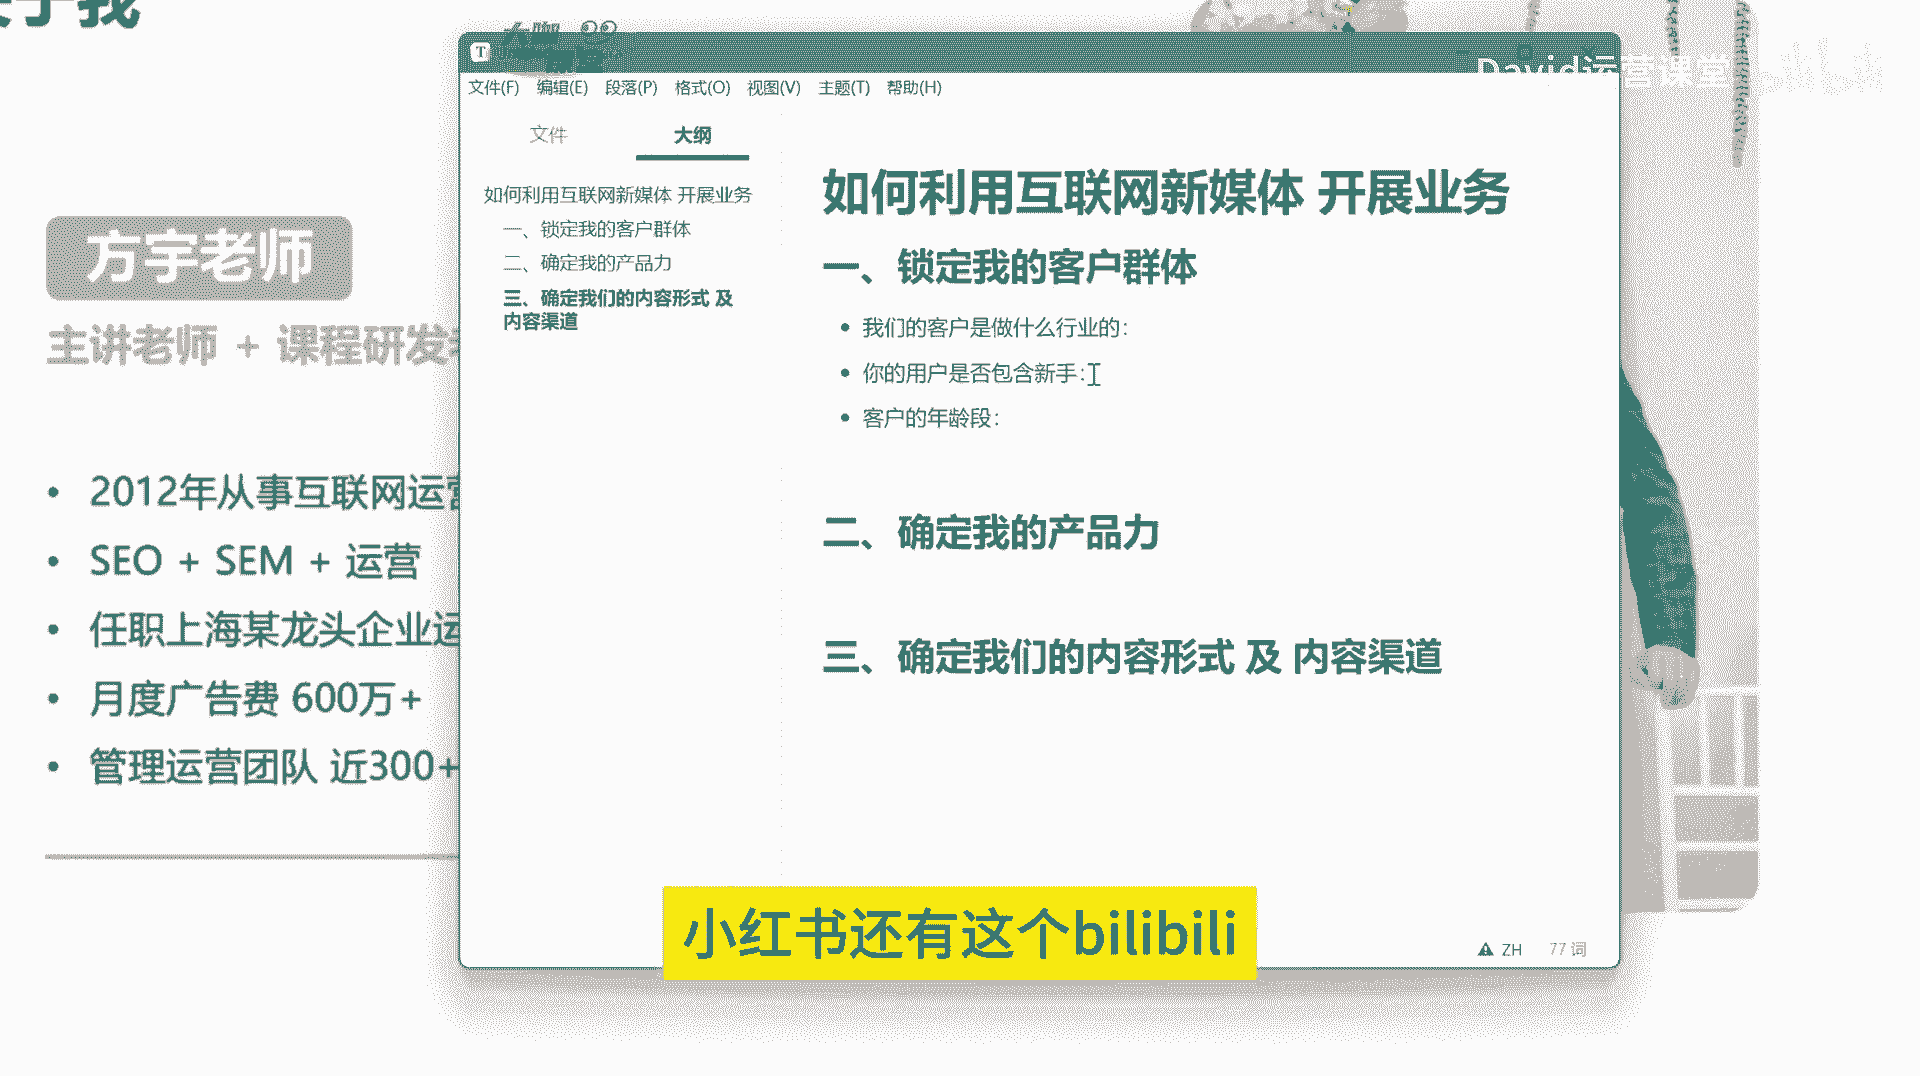 于我
方宇老师
主讲老师 + 课程研发
2012年从事互联网运营
SEO + SEM + 运营
任职上海某龙头企业运
月度广告费 600万+
管理运营团队 近300+
T
David运营课堂
bilibili
文件(F) 编辑(E) 段落(P) 格式(O) 视图(V) 主题(T) 帮助(H)
文件 大纲
如何利用互联网新媒体 开展业务
一、锁定我的客户群体
二、确定我的产品力
三、确定我们的内容形式 及
内容渠道
如何利用互联网新媒体 开展业务
一、锁定我的客户群体
我们的客户是做什么行业的:
你的用户是否包含新手:
客户的年龄段:
二、确定我的产品力
三、确定我们的内容形式 及 内容渠道
小红书还有这个bilibili
ZH 77 词